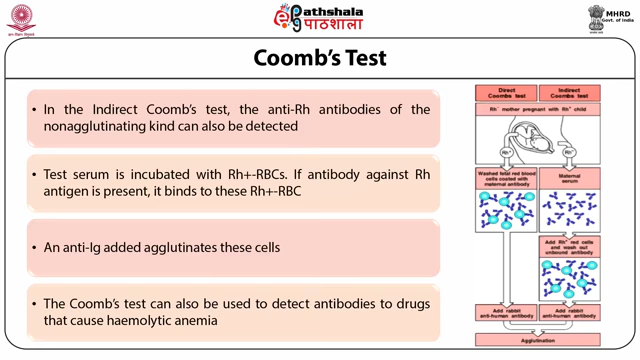 ePathshala
पाठशाला
MHRD
Govt. of India
Coomb's Test
• In the Indirect Coomb's test, the anti-Rh antibodies of the
nonagglutinating kind can also be detected
• Test serum is incubated with Rh+-RBCs. If antibody against Rh
antigen is present, it binds to these Rh+-RBC
• An anti-Ig added agglutinates these cells
• The Coomb's test can also be used to detect antibodies to drugs
that cause haemolytic anemia
Direct
Coombs test
Indirect
Coombs test
Rh⁻ mother pregnant with Rh⁺ child
Rh⁺
Rh⁻
Washed fetal red blood
cells coated with
maternal antibody
Maternal
serum
Add Rh⁺ red cells
and wash out
unbound antibody
Add rabbit
anti-human antibody
Add rabbit
anti-human antibody
Agglutination